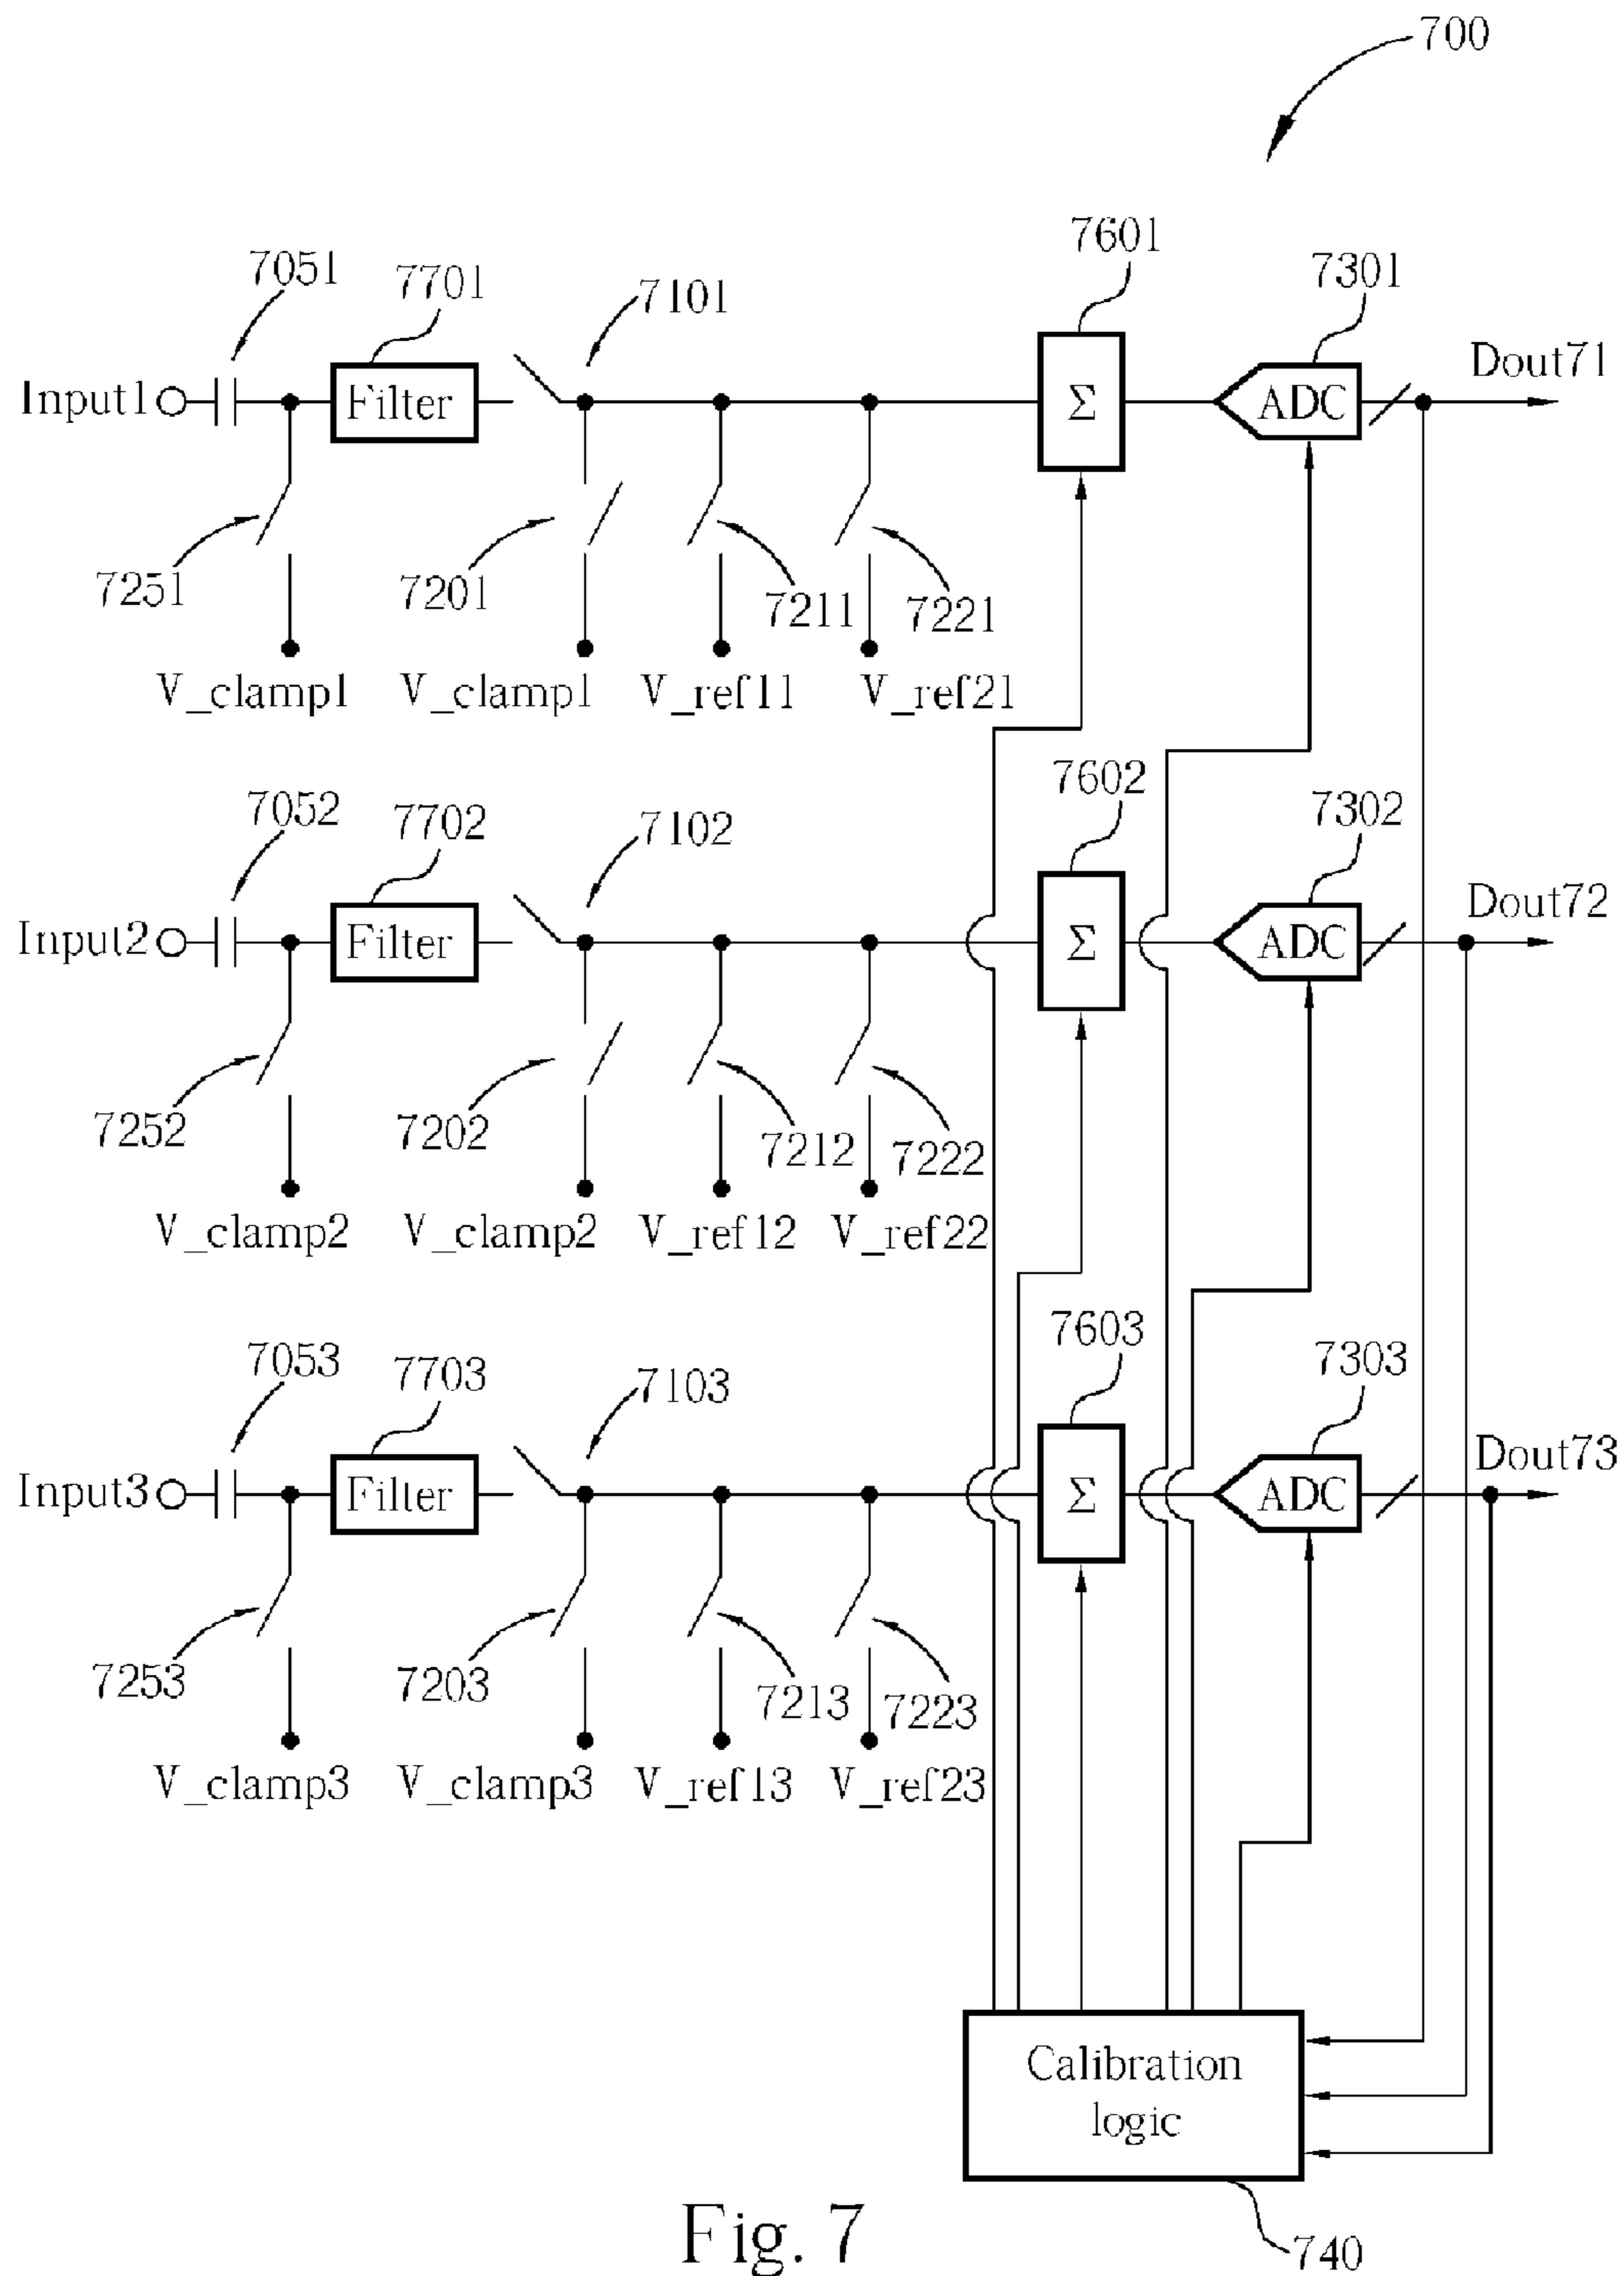 700
7601
7051
7701
7101
7301
Input1
Filter
Σ
ADC
Dout71
7251
7201
7211
7221
V_clamp1
V_clamp1
V_ref11
V_ref21
7602
7052
7702
7102
7302
Input2
Filter
Σ
ADC
Dout72
7252
7202
7212
7222
V_clamp2
V_clamp2
V_ref12
V_ref22
7603
7053
7703
7103
7303
Input3
Filter
Σ
ADC
Dout73
7253
7203
7213
7223
V_clamp3
V_clamp3
V_ref13
V_ref23
Calibration
logic
740
Fig. 7